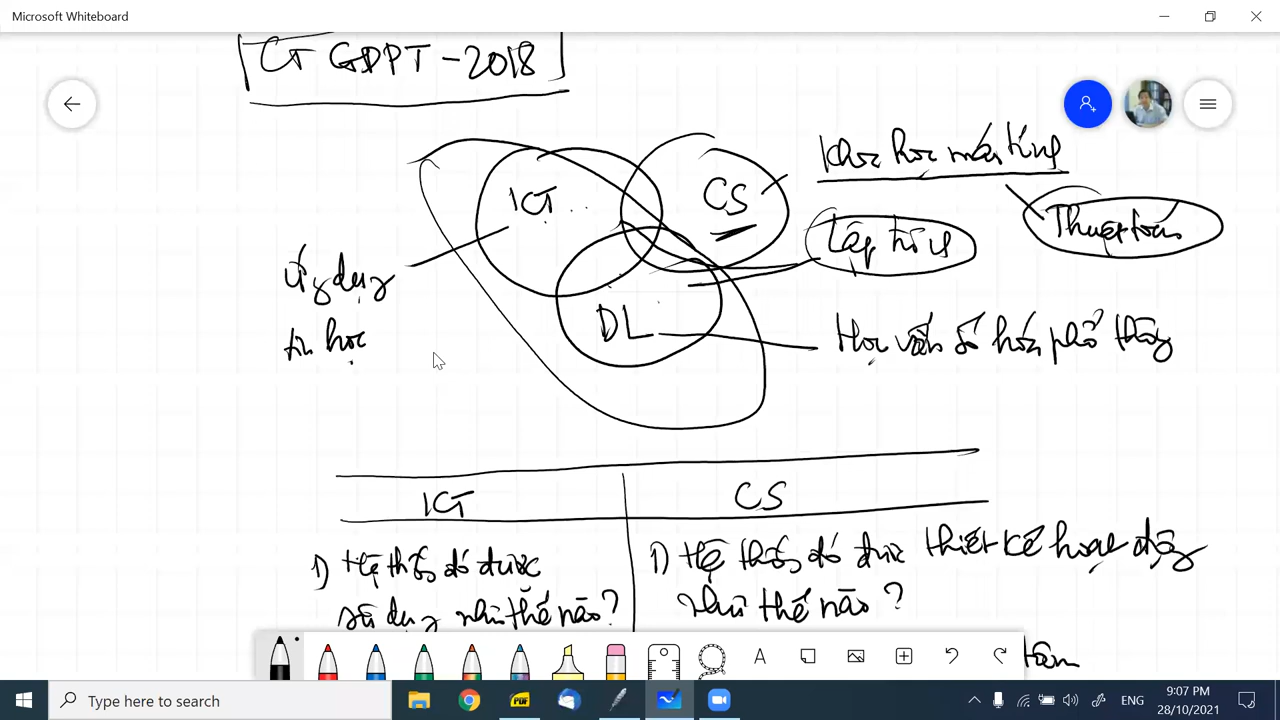 Microsoft Whiteboard
CT GDPT - 2018
ICT
CS
Khoa học máy tính
Thuật toán
Lập trình
Ứng dụng
tin học
DL
Học vấn số hóa phổ thông
ICT
CS
1) Hệ thống đó được
sử dụng như thế nào?
1) Hệ thống đó được thiết kế hoạt động
như thế nào?
Type here to search
PDF
ENG
9:07 PM
28/10/2021